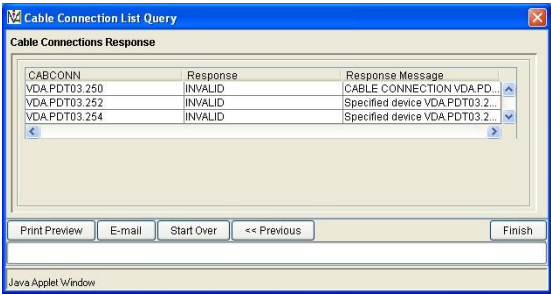 Cable Connection List Query
Cable Connections Response
CABCONN Response Response Message
VDA.PDT03.250 INVALID CABLE CONNECTION VDA.PD...
VDA.PDT03.252 INVALID Specified device VDA.PDT03.2...
VDA.PDT03.254 INVALID Specified device VDA.PDT03.2...
Print Preview E-mail Start Over << Previous Finish
Java Applet Window